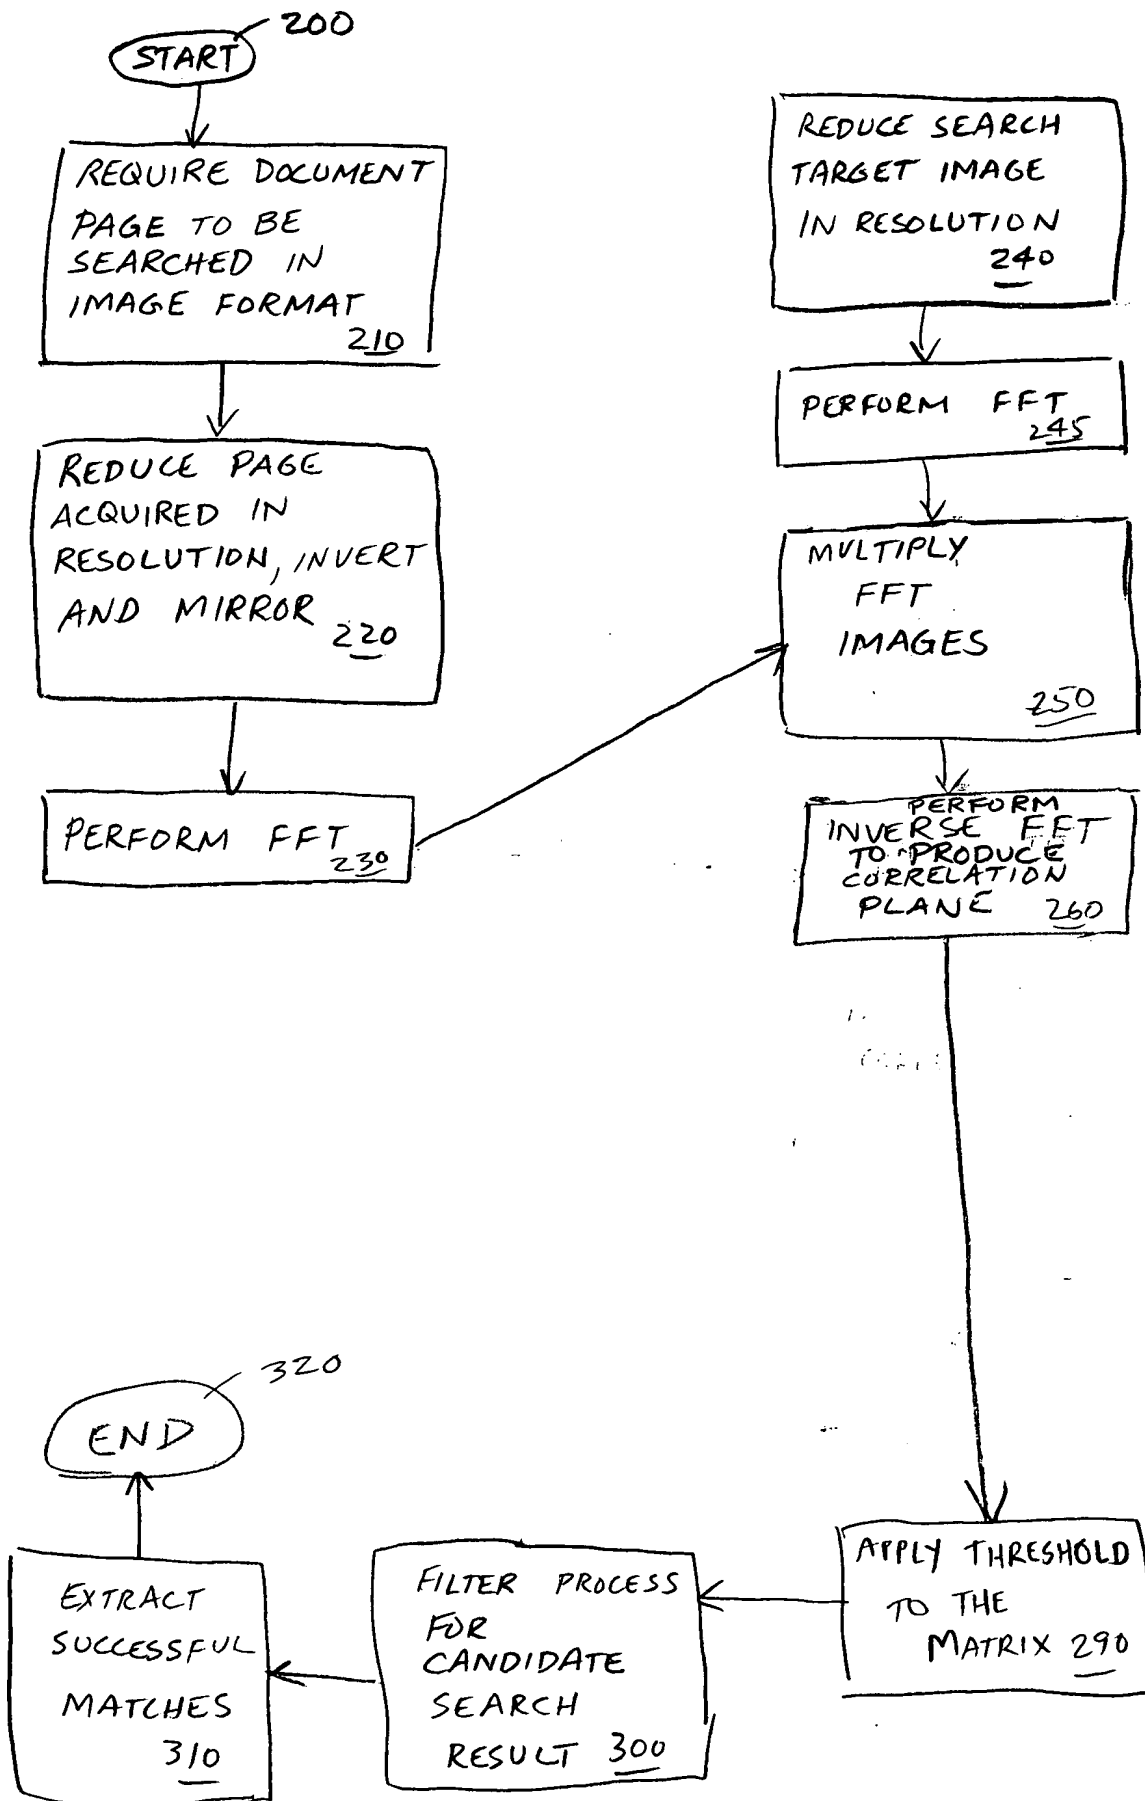 200
START
REQUIRE DOCUMENT
PAGE TO BE
SEARCHED IN
IMAGE FORMAT
210
REDUCE PAGE
ACQUIRED IN
RESOLUTION, INVERT
AND MIRROR
220
PERFORM FFT
230
REDUCE SEARCH
TARGET IMAGE
IN RESOLUTION
240
PERFORM FFT
245
MULTIPLY
FFT
IMAGES
250
PERFORM
INVERSE FFT
TO PRODUCE
CORRELATION
PLANE 260
APPLY THRESHOLD
TO THE
MATRIX 290
FILTER PROCESS
FOR
CANDIDATE
SEARCH
RESULT 300
EXTRACT
SUCCESSFUL
MATCHES
310
320
END